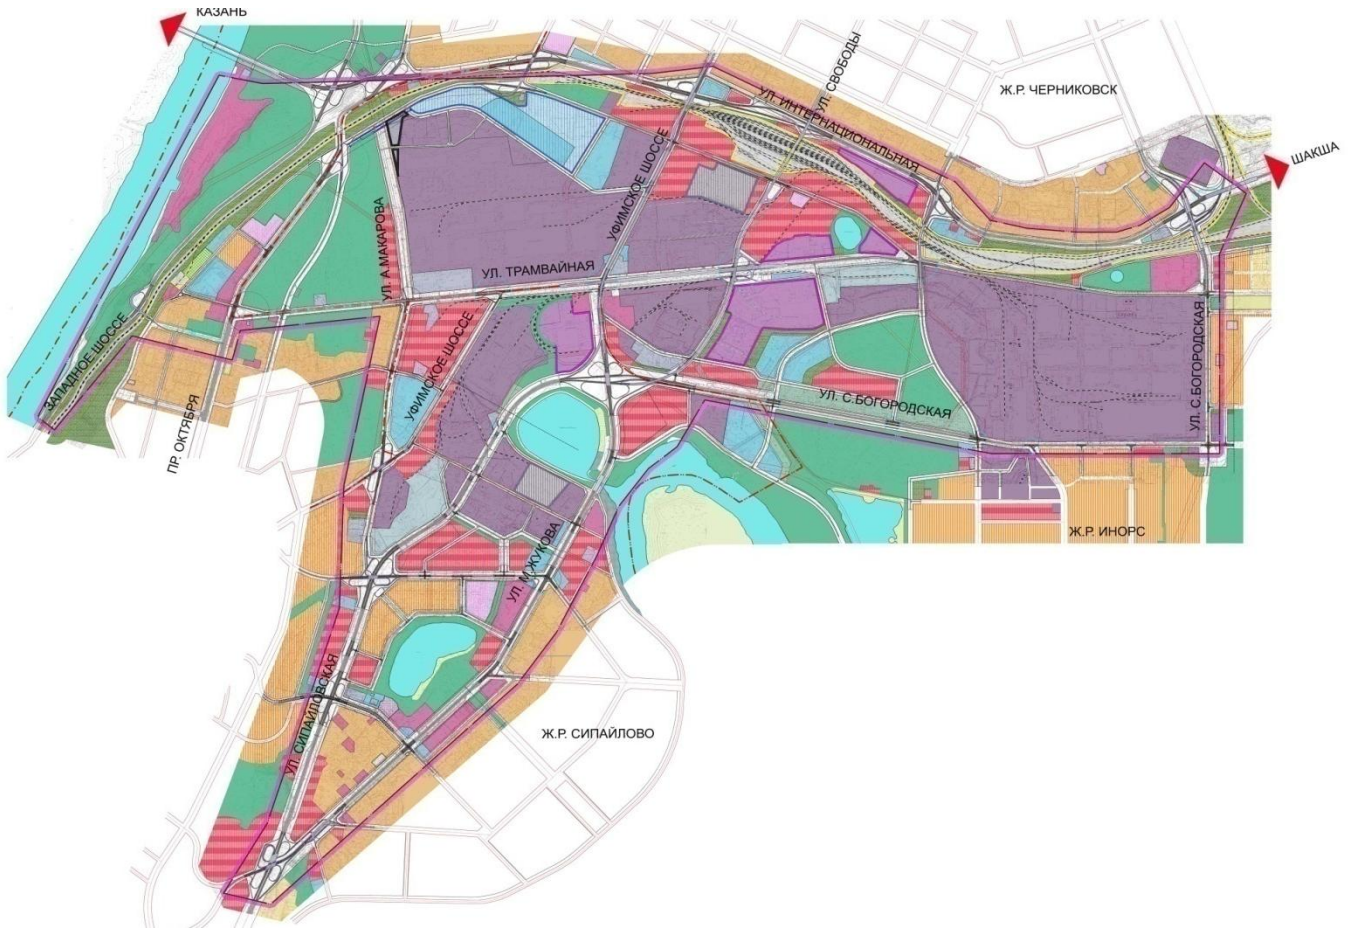 КАЗАНЬ
УЛ. СВОБОДЫ
Ж.Р. ЧЕРНИКОВСК
УЛ. ИНТЕРНАЦИОНАЛЬНАЯ
ШАКША
УФИМСКОЕ ШОССЕ
УЛ. А.МАКАРОВА
УЛ. ТРАМВАЙНАЯ
ЗАПАДНОЕ ШОССЕ
УФИМСКОЕ ШОССЕ
УЛ. С.БОГОРОДСКАЯ
УЛ. С.БОГОРОДСКАЯ
ПР. ОКТЯБРЯ
Ж.Р. ИНОРС
УЛ. М.ЖУКОВА
УЛ. СИПАЙЛОВСКАЯ
Ж.Р. СИПАЙЛОВО